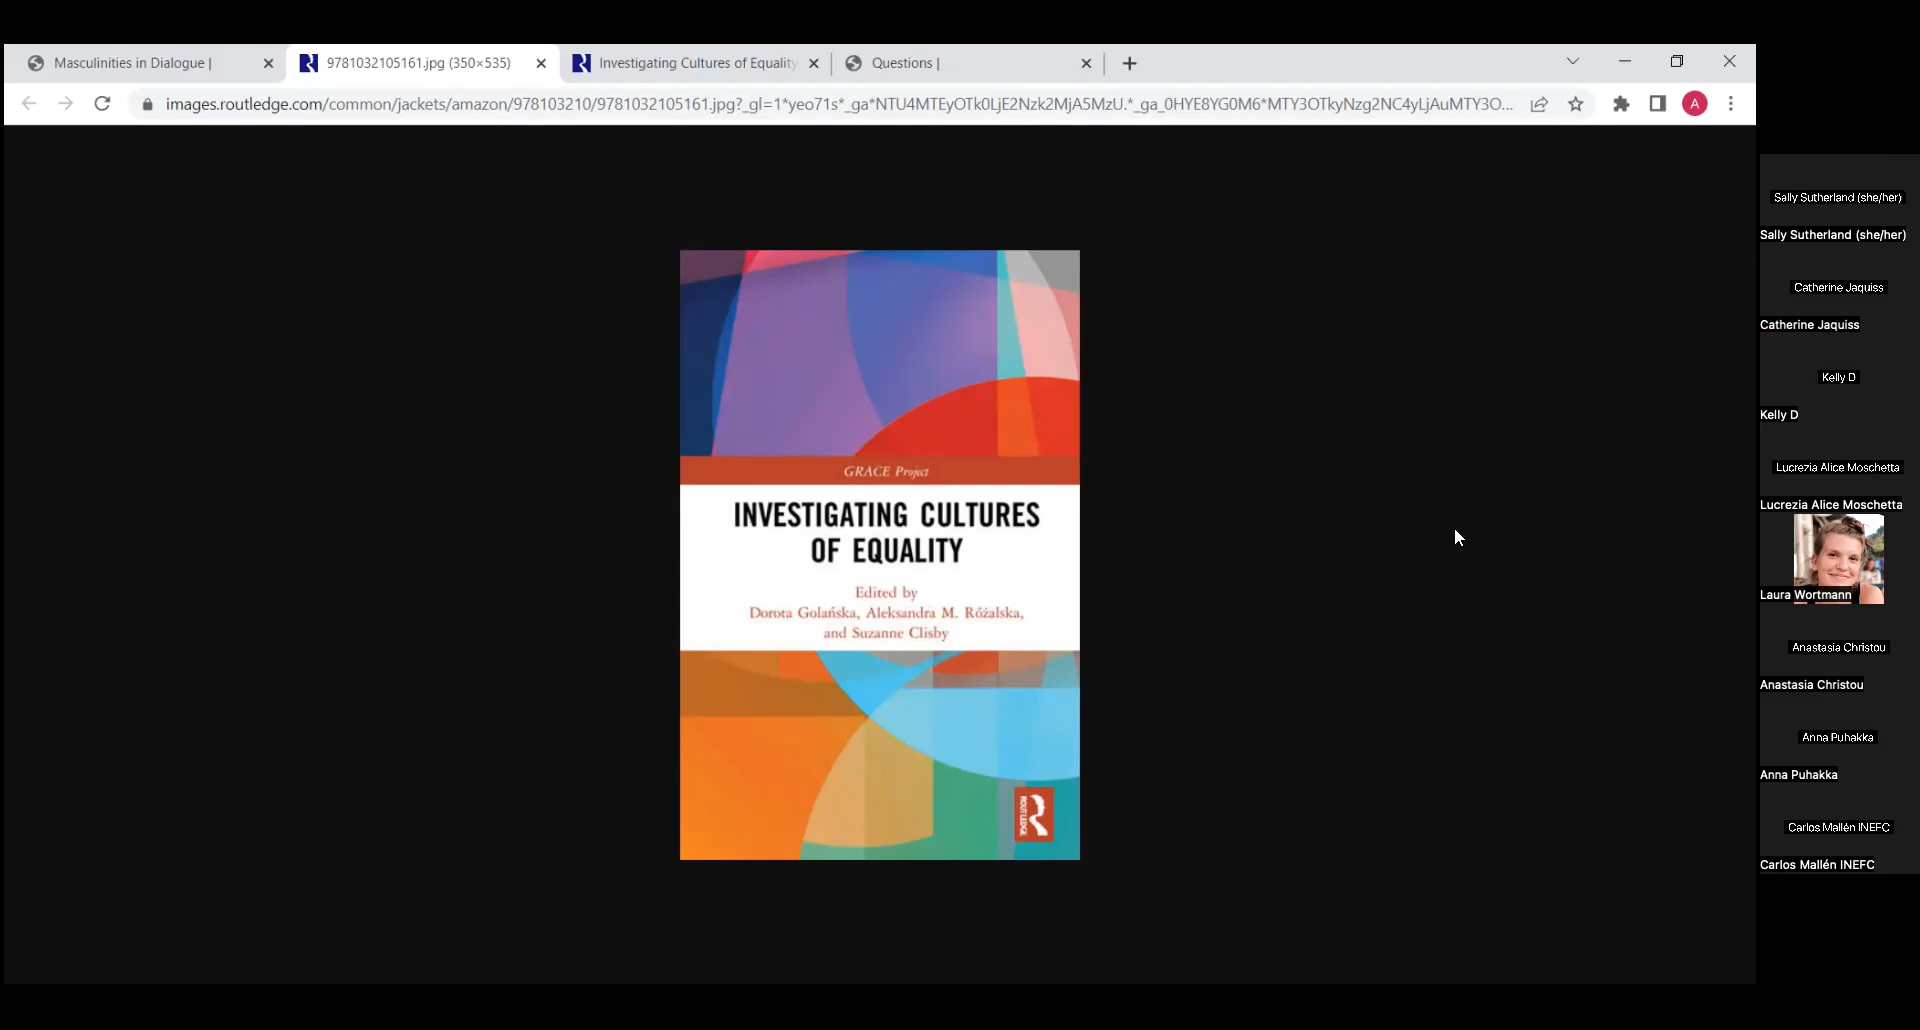 Masculinities in Dialogue |
9781032105161.jpg (350×535)
Investigating Cultures of Equality
Questions |
images.routledge.com/common/jackets/amazon/978103210/9781032105161.jpg?_gl=1*yeo71s*_ga*NTU4MTEyOTk0LjE2Nzk2MjA5MzU.*_ga_0HYE8YG0M6*MTY3OTkyNzg2NC4yLjAuMTY3O...
A
GRACE Project
INVESTIGATING CULTURES
OF EQUALITY
Edited by
Dorota Golańska, Aleksandra M. Różalska,
and Suzanne Clisby
ROUTLEDGE
Sally Sutherland (she/her)
Sally Sutherland (she/her)
Catherine Jaquiss
Catherine Jaquiss
Kelly D
Kelly D
Lucrezia Alice Moschetta
Lucrezia Alice Moschetta
Laura Wortmann
Anastasia Christou
Anastasia Christou
Anna Puhakka
Anna Puhakka
Carlos Mallén INEFC
Carlos Mallén INEFC